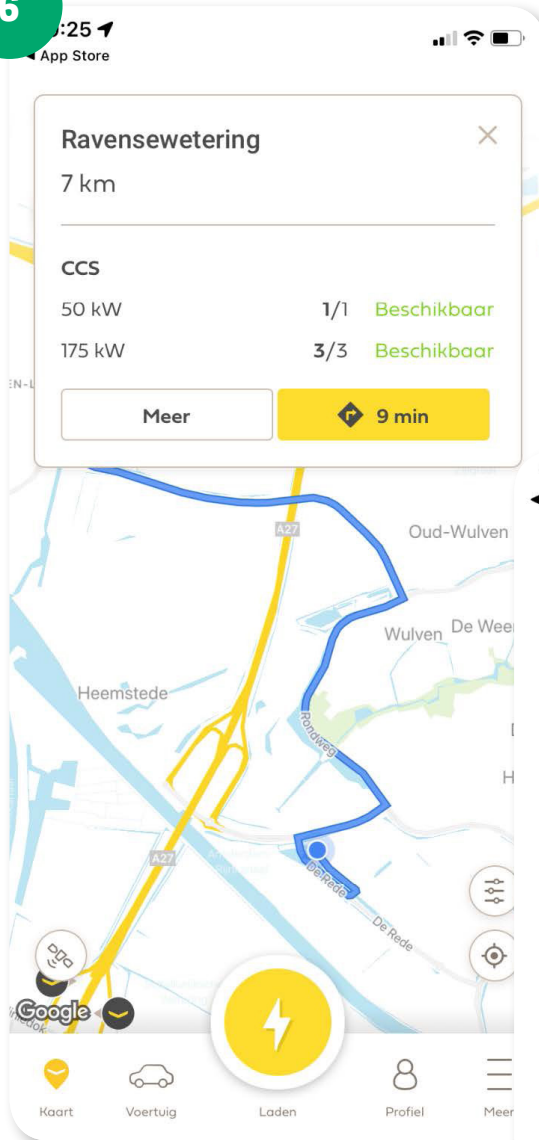 6
:25
◀ App Store
Ravensewetering
7 km
CCS
50 kW 1/1 Beschikbaar
175 kW 3/3 Beschikbaar
Meer 9 min
A27
Oud-Wulven
Wulven De Wee
Heemstede
Rondweg
H
A27
De Rede
De Rede
Google
Kaart Voertuig Laden Profiel Meer